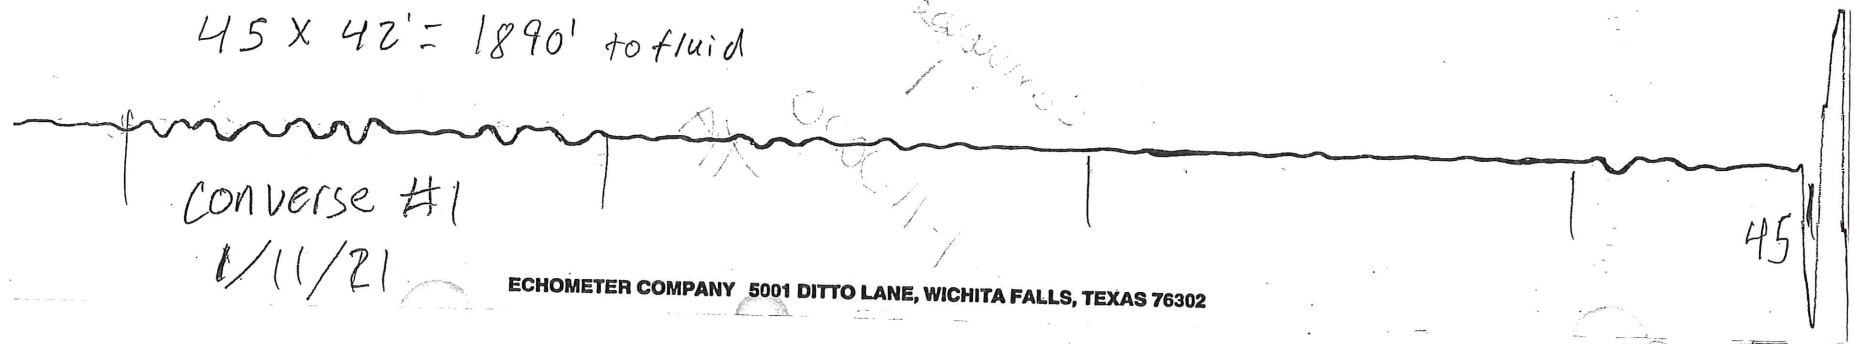 45 X 42' = 1890' to fluid
converse #1
1/11/21
45
ECHOMETER COMPANY 5001 DITTO LANE, WICHITA FALLS, TEXAS 76302